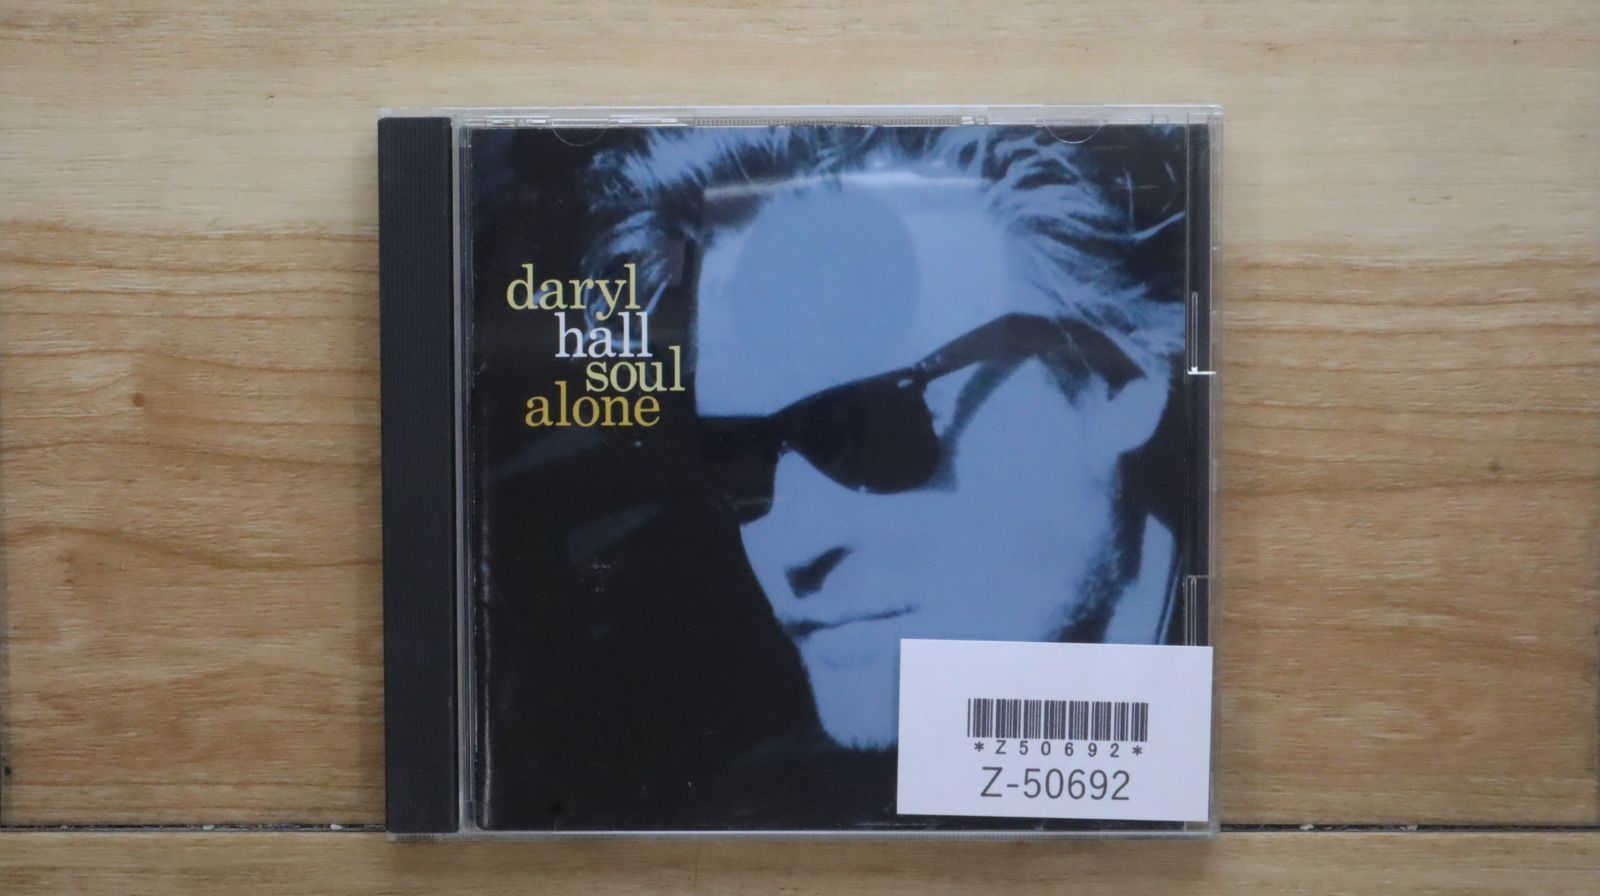 daryl
hall
soul
alone
*Z50692*
Z-50692